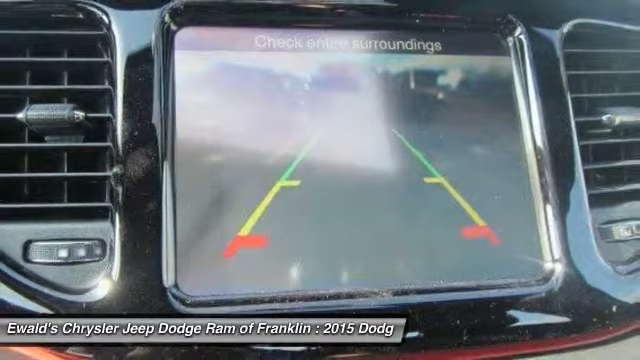 Check entire surroundings
Ewald's Chrysler Jeep Dodge Ram of Franklin : 2015 Dodg